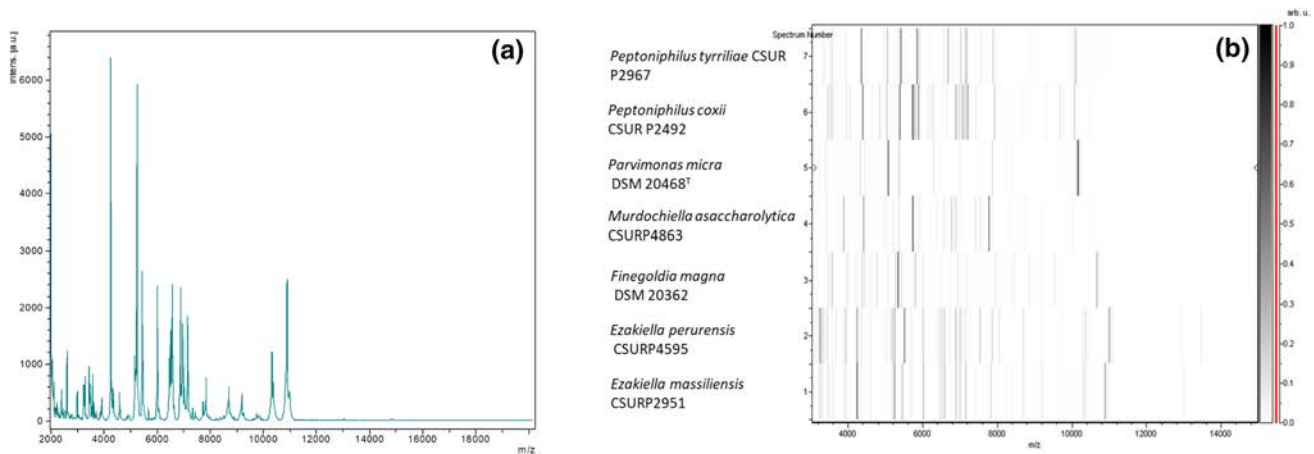 (a)
intens. [a.u.]
6000
5000
4000
3000
2000
1000
0
2000 4000 6000 8000 10000 12000 14000 16000 18000
m/z
(b)
arb. u.
Spectrum Number
Peptoniphilus tyrriliae CSUR
P2967
Peptoniphilus coxii
CSUR P2492
Parvimonas micra
DSM 20468ᵀ
Murdochiella asaccharolytica
CSURP4863
Finegoldia magna
DSM 20362
Ezakiella perurensis
CSURP4595
Ezakiella massiliensis
CSURP2951
7
6
5
4
3
2
1
4000 6000 8000 10000 12000 14000
m/z
1.0
0.9
0.8
0.7
0.6
0.5
0.4
0.3
0.2
0.1
0.0